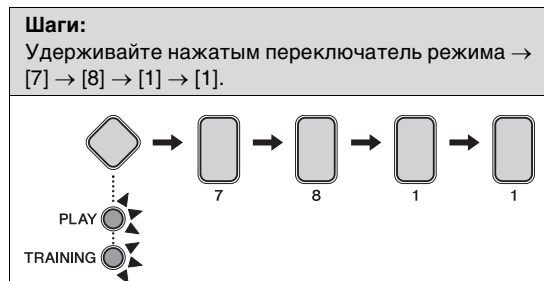 Шаги:
Удерживайте нажатым переключатель режима →
[7] → [8] → [1] → [1].
7 8 1 1
PLAY
TRAINING